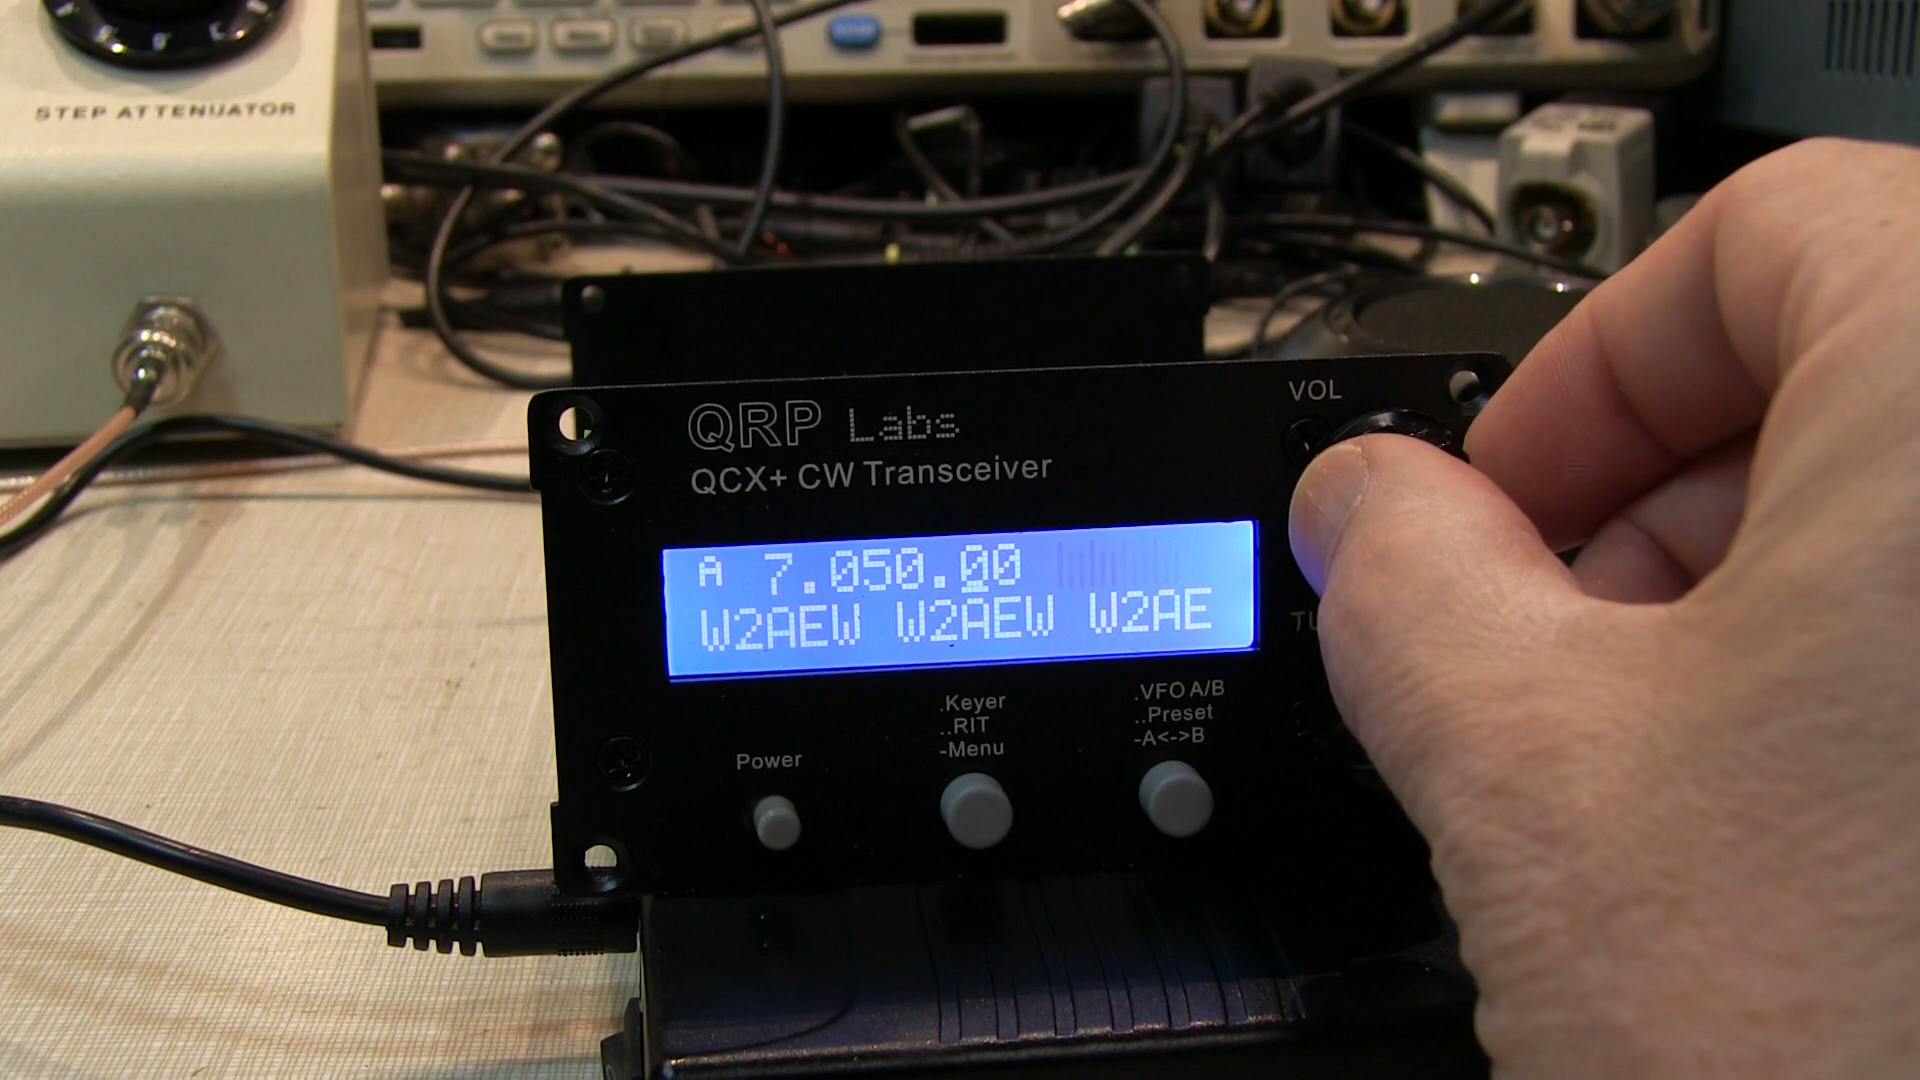 STEP ATTENUATOR
QRP Labs
QCX+ CW Transceiver
VOL
A 7.050.00
W2AEW W2AEW W2AE
.Keyer
..RIT
-Menu
.VFO A/B
..Preset
-A<->B
Power